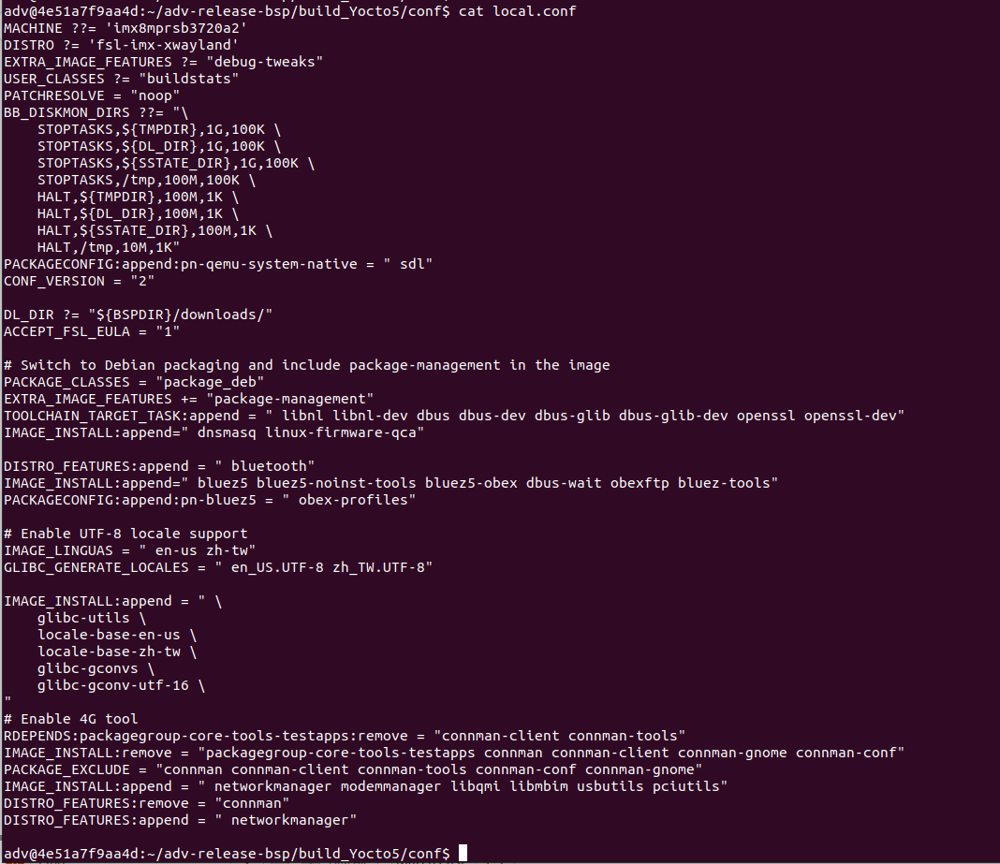 adv@4e51a7f9aa4d:~/adv-release-bsp/build_Yocto5/conf$ cat local.conf
MACHINE ??= 'imx8mprsb3720a2'
DISTRO ?= 'fsl-imx-xwayland'
EXTRA_IMAGE_FEATURES ?= "debug-tweaks"
USER_CLASSES ?= "buildstats"
PATCHRESOLVE = "noop"
BB_DISKMON_DIRS ??= "\
    STOPTASKS,${TMPDIR},1G,100K \
    STOPTASKS,${DL_DIR},1G,100K \
    STOPTASKS,${SSTATE_DIR},1G,100K \
    STOPTASKS,/tmp,100M,100K \
    HALT,${TMPDIR},100M,1K \
    HALT,${DL_DIR},100M,1K \
    HALT,${SSTATE_DIR},100M,1K \
    HALT,/tmp,10M,1K"
PACKAGECONFIG:append:pn-qemu-system-native = " sdl"
CONF_VERSION = "2"

DL_DIR ?= "${BSPDIR}/downloads/"
ACCEPT_FSL_EULA = "1"

# Switch to Debian packaging and include package-management in the image
PACKAGE_CLASSES = "package_deb"
EXTRA_IMAGE_FEATURES += "package-management"
TOOLCHAIN_TARGET_TASK:append = " libnl libnl-dev dbus dbus-dev dbus-glib dbus-glib-dev openssl openssl-dev"
IMAGE_INSTALL:append=" dnsmasq linux-firmware-qca"

DISTRO_FEATURES:append = " bluetooth"
IMAGE_INSTALL:append=" bluez5 bluez5-noinst-tools bluez5-obex dbus-wait obexftp bluez-tools"
PACKAGECONFIG:append:pn-bluez5 = " obex-profiles"

# Enable UTF-8 locale support
IMAGE_LINGUAS = " en-us zh-tw"
GLIBC_GENERATE_LOCALES = " en_US.UTF-8 zh_TW.UTF-8"

IMAGE_INSTALL:append = " \
    glibc-utils \
    locale-base-en-us \
    locale-base-zh-tw \
    glibc-gconvs \
    glibc-gconv-utf-16 \
"
# Enable 4G tool
RDEPENDS:packagegroup-core-tools-testapps:remove = "connman-client connman-tools"
IMAGE_INSTALL:remove = "packagegroup-core-tools-testapps connman connman-client connman-gnome connman-conf"
PACKAGE_EXCLUDE = "connman connman-client connman-tools connman-conf connman-gnome"
IMAGE_INSTALL:append = " networkmanager modemmanager libqmi libmbim usbutils pciutils"
DISTRO_FEATURES:remove = "connman"
DISTRO_FEATURES:append = " networkmanager"

adv@4e51a7f9aa4d:~/adv-release-bsp/build_Yocto5/conf$